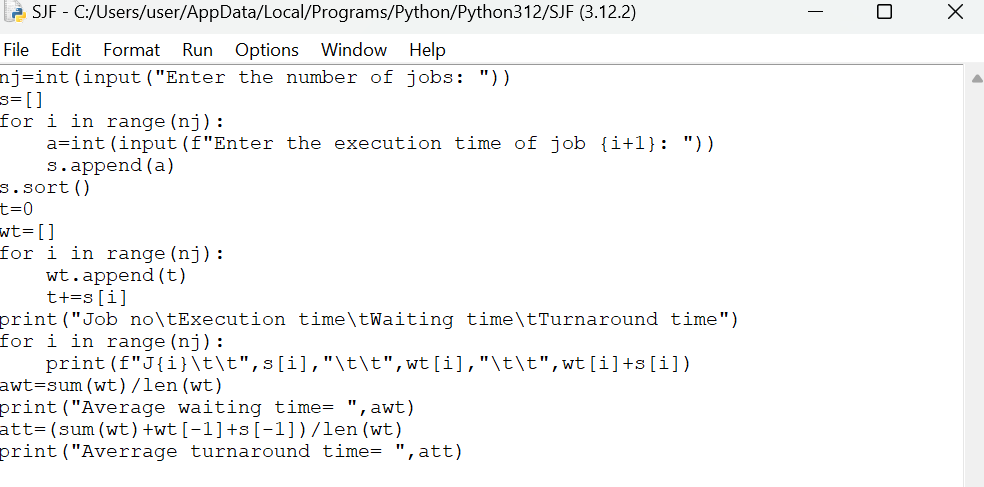 SJF - C:/Users/user/AppData/Local/Programs/Python/Python312/SJF (3.12.2)
File Edit Format Run Options Window Help
nj=int(input("Enter the number of jobs: "))
s=[]
for i in range(nj):
    a=int(input(f"Enter the execution time of job {i+1}: "))
    s.append(a)
s.sort()
t=0
wt=[]
for i in range(nj):
    wt.append(t)
    t+=s[i]
print("Job no\tExecution time\tWaiting time\tTurnaround time")
for i in range(nj):
    print(f"J{i}\t\t",s[i],"\t\t",wt[i],"\t\t",wt[i]+s[i])
awt=sum(wt)/len(wt)
print("Average waiting time= ",awt)
att=(sum(wt)+wt[-1]+s[-1])/len(wt)
print("Averrage turnaround time= ",att)